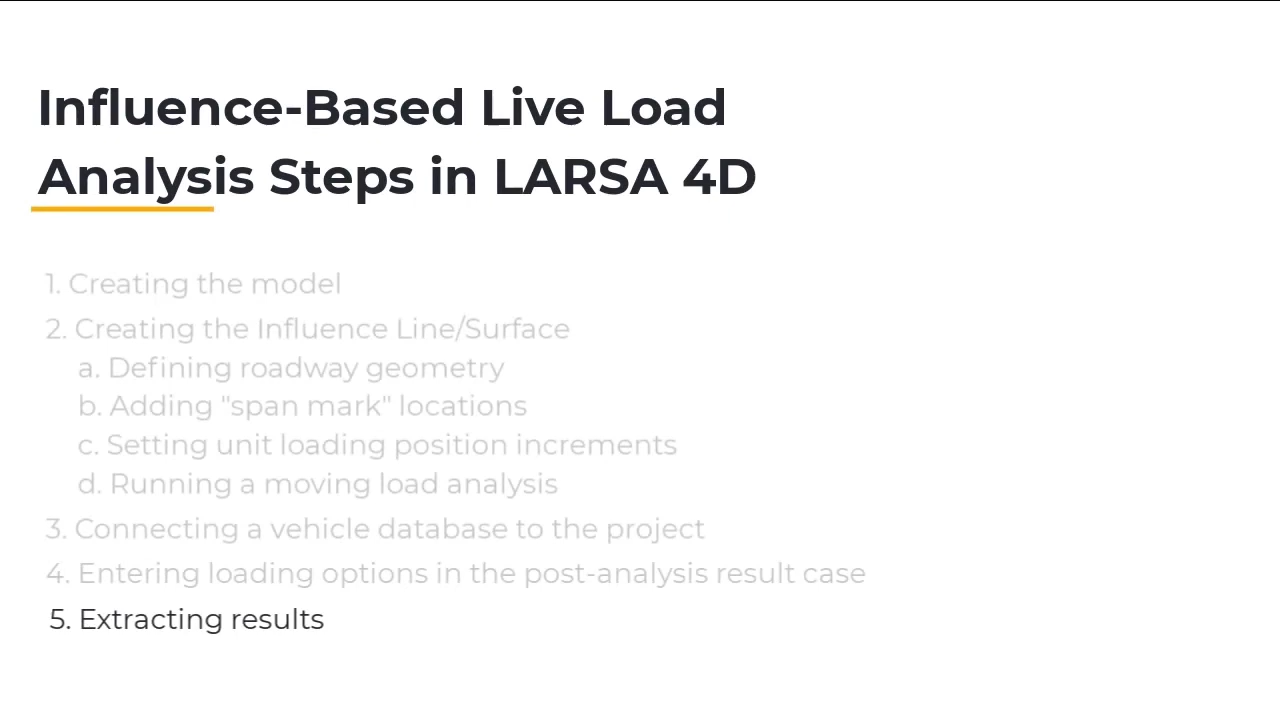 Influence-Based Live Load
Analysis Steps in LARSA 4D
1. Creating the model
2. Creating the Influence Line/Surface
a. Defining roadway geometry
b. Adding "span mark" locations
c. Setting unit loading position increments
d. Running a moving load analysis
3. Connecting a vehicle database to the project
4. Entering loading options in the post-analysis result case
5. Extracting results